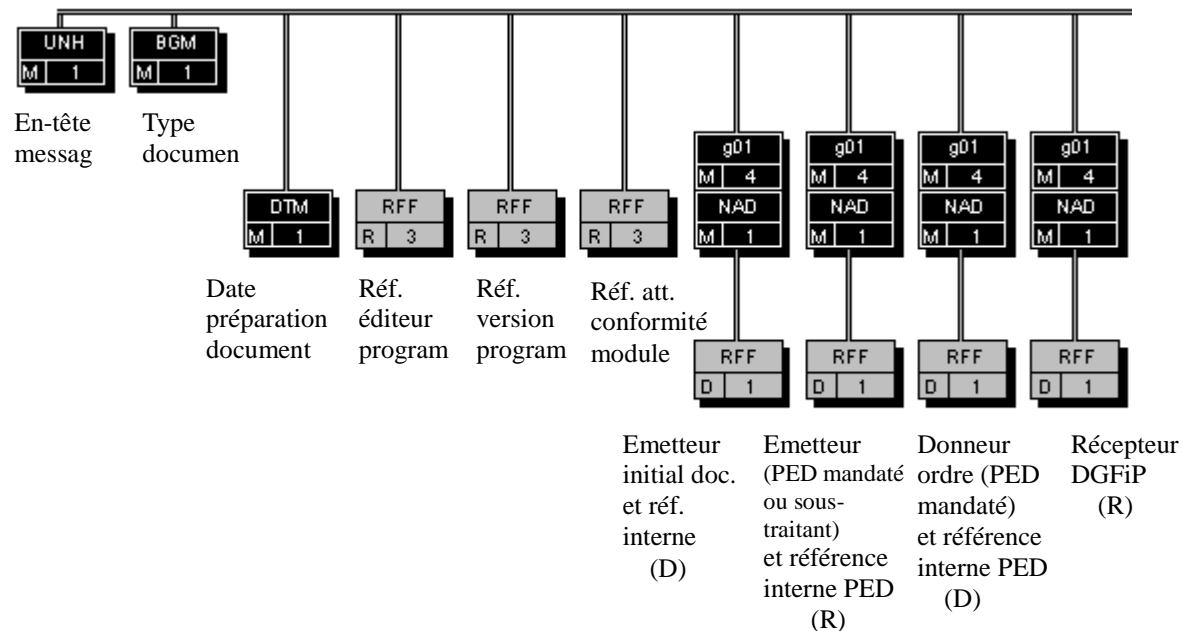 UNH
M 1
BGM
M 1
En-tête
messag
Type
documen
DTM
M 1
Date
préparation
document
RFF
R 3
Réf.
éditeur
program
RFF
R 3
Réf.
version
program
RFF
R 3
Réf. att.
conformité
module
g01
M 4
NAD
M 1
RFF
D 1
Emetteur
initial doc.
et réf.
interne
(D)
g01
M 4
NAD
M 1
RFF
D 1
Emetteur
(PED mandaté
ou sous-
traitant)
et référence
interne PED
(R)
g01
M 4
NAD
M 1
RFF
D 1
Donneur
ordre (PED
mandaté)
et référence
interne PED
(D)
g01
M 4
NAD
M 1
RFF
D 1
Récepteur
DGFiP
(R)